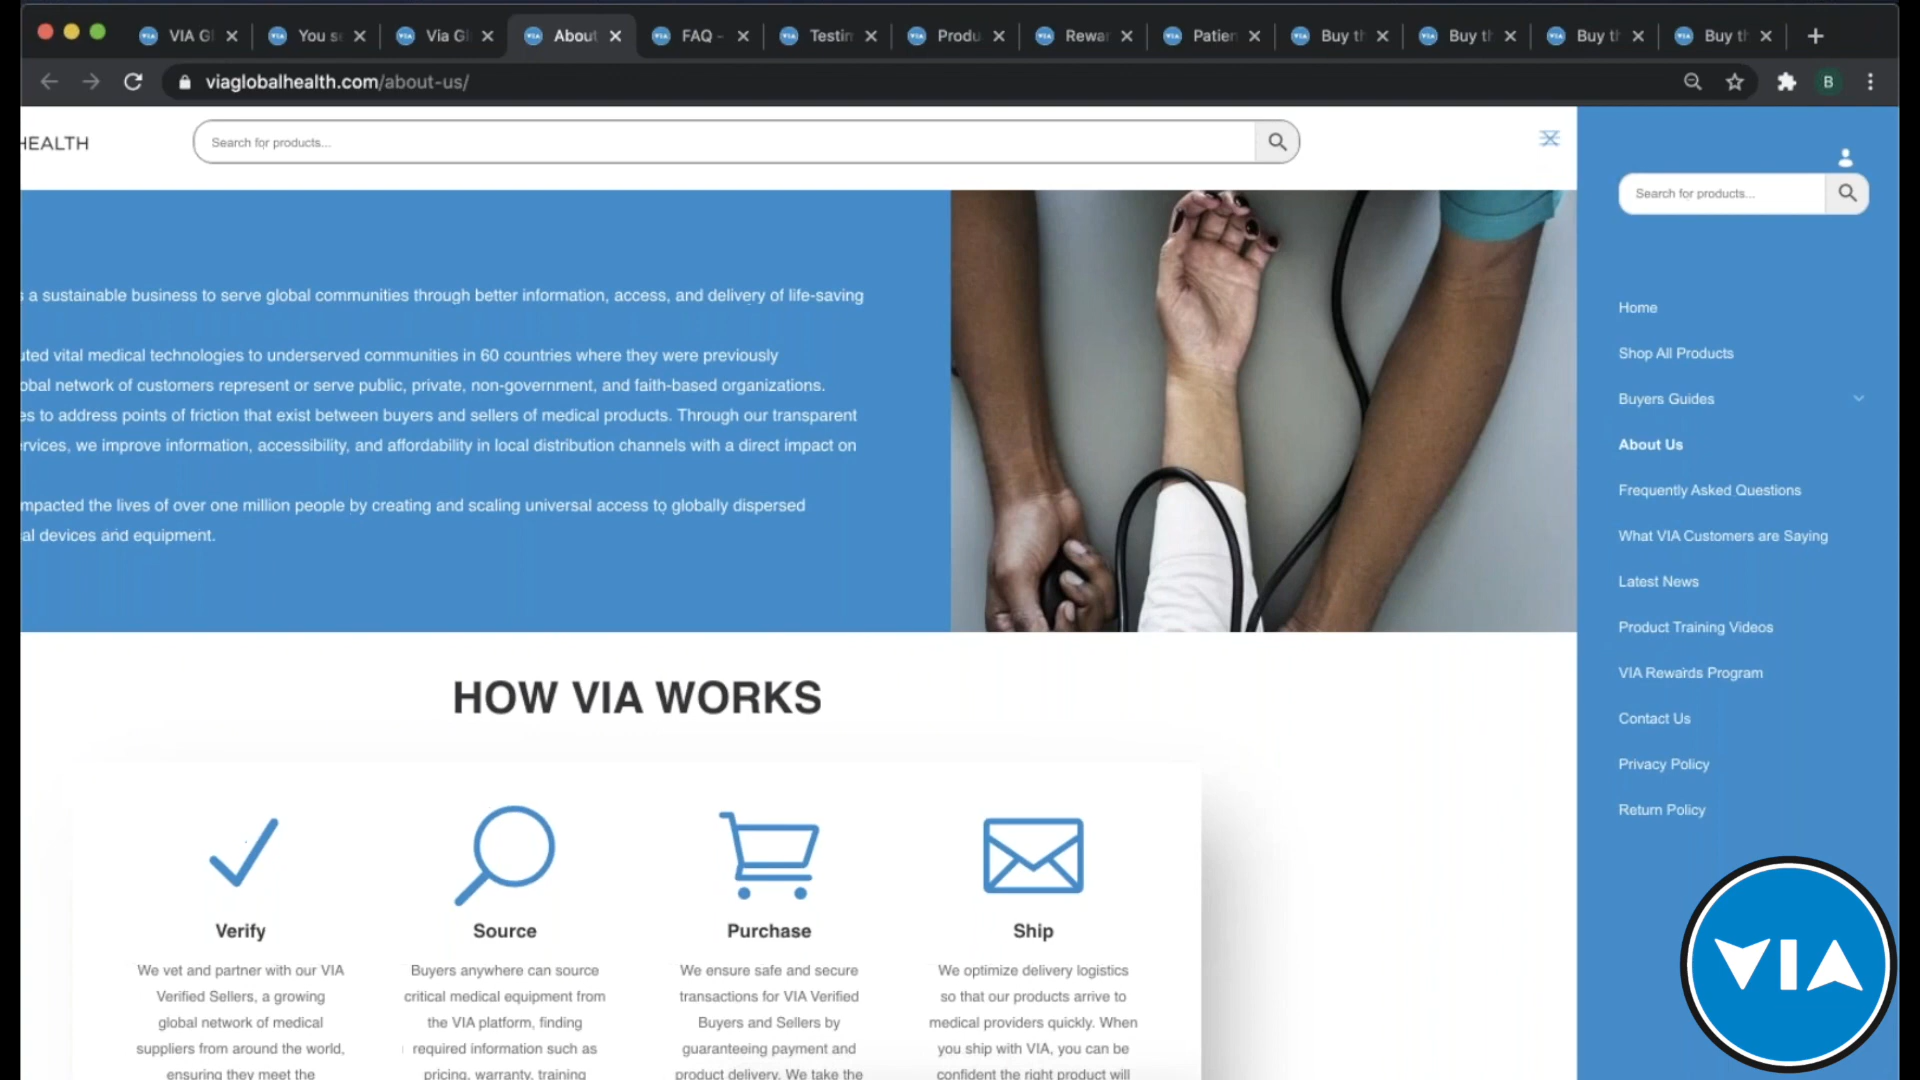 VIA Gl
You se
Via Gl
About
FAQ -
Testim
Produ
Rewar
Patien
Buy th
Buy th
Buy th
Buy th
viaglobalhealth.com/about-us/
B
HEALTH
Search for products...
Search for products...
s a sustainable business to serve global communities through better information, access, and delivery of life-saving
uted vital medical technologies to underserved communities in 60 countries where they were previously
obal network of customers represent or serve public, private, non-government, and faith-based organizations.
es to address points of friction that exist between buyers and sellers of medical products. Through our transparent
rvices, we improve information, accessibility, and affordability in local distribution channels with a direct impact on
mpacted the lives of over one million people by creating and scaling universal access to globally dispersed
al devices and equipment.
Home
Shop All Products
Buyers Guides
About Us
Frequently Asked Questions
What VIA Customers are Saying
Latest News
Product Training Videos
VIA Rewards Program
Contact Us
Privacy Policy
Return Policy
HOW VIA WORKS
Verify
We vet and partner with our VIA
Verified Sellers, a growing
global network of medical
suppliers from around the world,
ensuring they meet the
Source
Buyers anywhere can source
critical medical equipment from
the VIA platform, finding
required information such as
pricing, warranty, training
Purchase
We ensure safe and secure
transactions for VIA Verified
Buyers and Sellers by
guaranteeing payment and
product delivery. We take the
Ship
We optimize delivery logistics
so that our products arrive to
medical providers quickly. When
you ship with VIA, you can be
confident the right product will
VIA